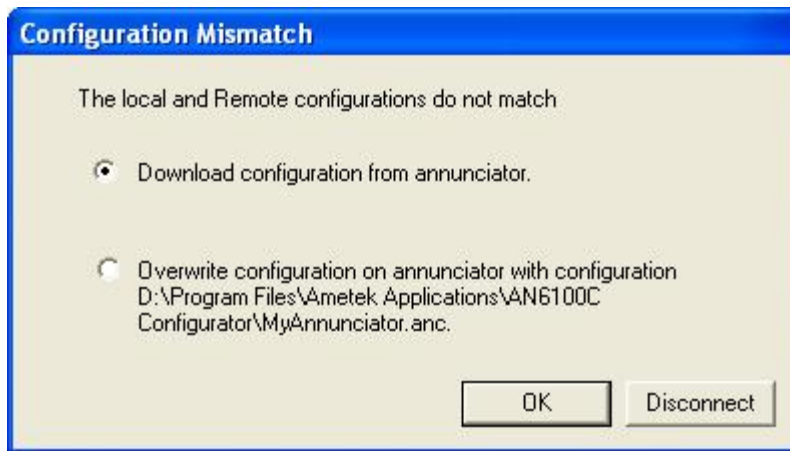 Configuration Mismatch
The local and Remote configurations do not match
Download configuration from annunciator.
Overwrite configuration on annunciator with configuration
D:\Program Files\Ametek Applications\AN6100C
Configurator\MyAnnunciator.anc.
OK
Disconnect